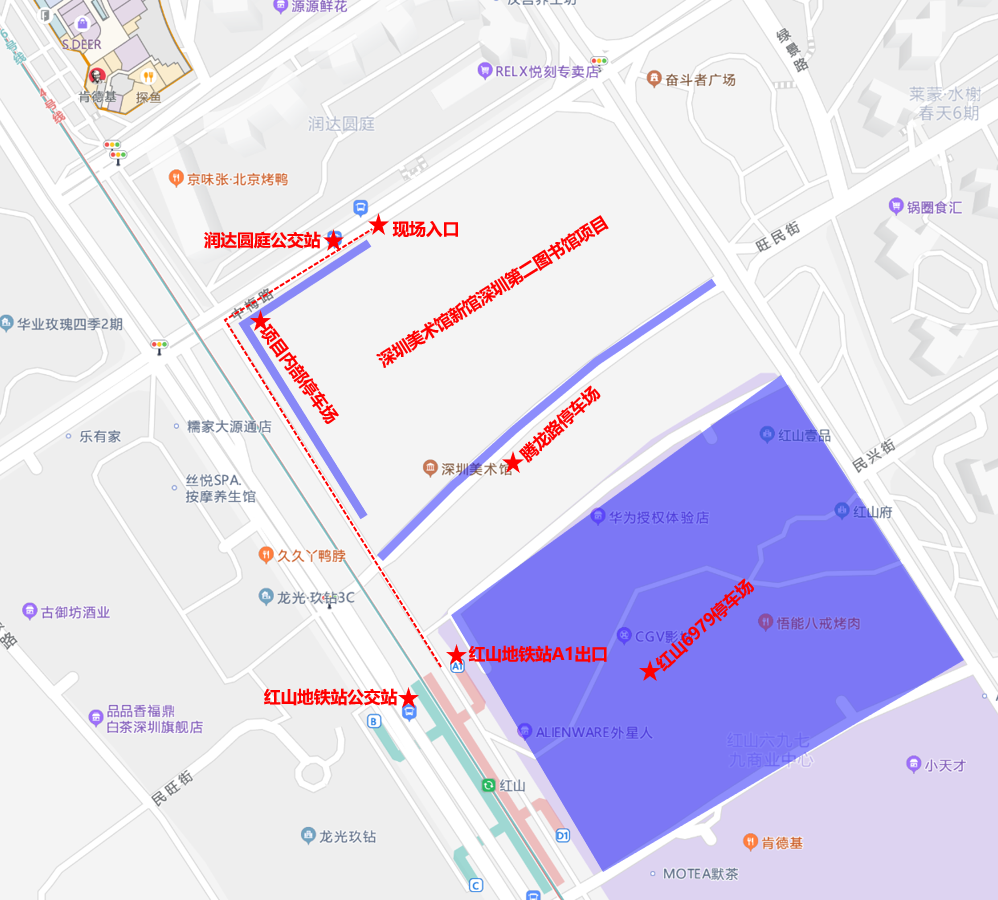 源源鲜花
6号线
S.DEER
肯德基
探鱼
4号线
RELX悦刻专卖店
绿景路
奋斗者广场
莱蒙·水榭
春天6期
润达圆庭
京味张·北京烤鸭
锅圈食汇
旺民街
润达圆庭公交站
现场入口
深圳美术馆新馆深圳第二图书馆项目
中梅路
华业玫瑰四季2期
项目内部停车场
腾龙路停车场
糯家大源通店
乐有家
红山壹品
民兴街
深圳美术馆
丝悦SPA.
按摩养生馆
华为授权体验店
红山府
久久丫鸭脖
龙光·玖钻3C
古御坊酒业
路
悟能八戒烤肉
CGV影
红山6979停车场
红山地铁站A1出口
A1
红山地铁站公交站
品品香福鼎
白茶深圳旗舰店
B
ALIENWARE外星人
红山六九七
九商业中心
小天才
红山
民旺街
龙光玖钻
D1
肯德基
MOTEA默茶
C